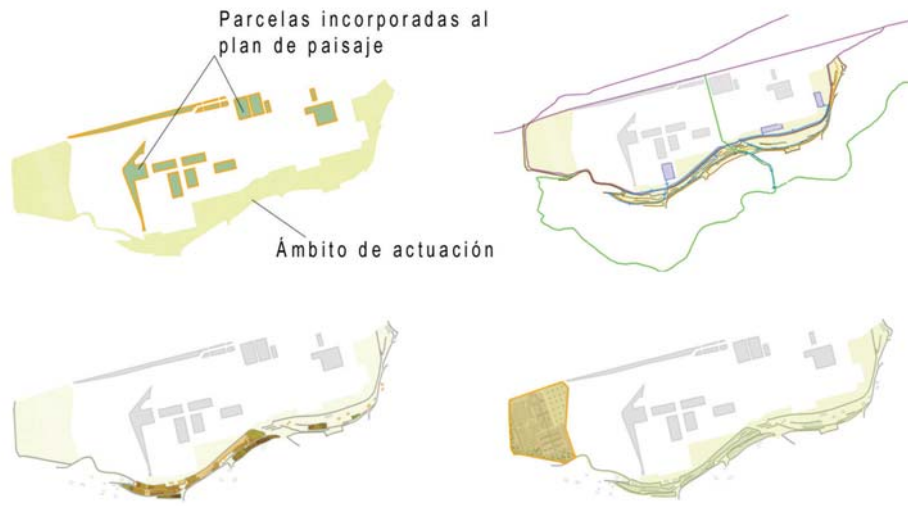 Parcelas incorporadas al
plan de paisaje
Ámbito de actuación